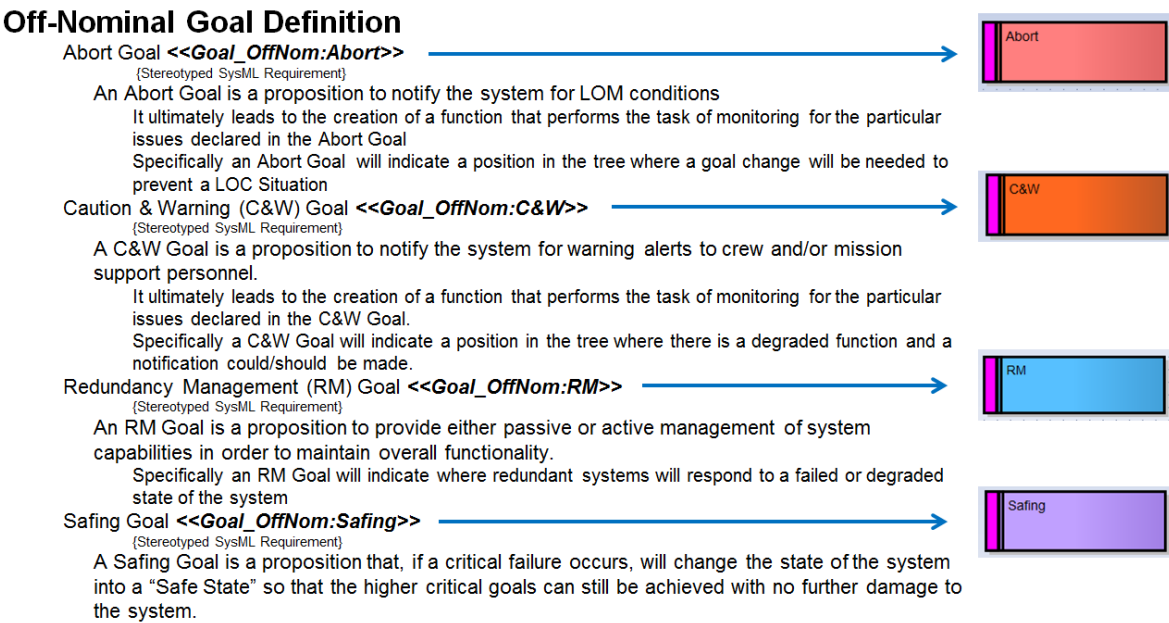 Off-Nominal Goal Definition
Abort Goal <<Goal_OffNom:Abort>>
Abort
{Stereotyped SysML Requirement}
An Abort Goal is a proposition to notify the system for LOM conditions
It ultimately leads to the creation of a function that performs the task of monitoring for the particular
issues declared in the Abort Goal
Specifically an Abort Goal will indicate a position in the tree where a goal change will be needed to
prevent a LOC Situation
Caution & Warning (C&W) Goal <<Goal_OffNom:C&W>>
C&W
{Stereotyped SysML Requirement}
A C&W Goal is a proposition to notify the system for warning alerts to crew and/or mission
support personnel.
It ultimately leads to the creation of a function that performs the task of monitoring for the particular
issues declared in the C&W Goal.
Specifically a C&W Goal will indicate a position in the tree where there is a degraded function and a
notification could/should be made.
Redundancy Management (RM) Goal <<Goal_OffNom:RM>>
RM
{Stereotyped SysML Requirement}
An RM Goal is a proposition to provide either passive or active management of system
capabilities in order to maintain overall functionality.
Specifically an RM Goal will indicate where redundant systems will respond to a failed or degraded
state of the system
Safing Goal <<Goal_OffNom:Safing>>
Safing
{Stereotyped SysML Requirement}
A Safing Goal is a proposition that, if a critical failure occurs, will change the state of the system
into a “Safe State” so that the higher critical goals can still be achieved with no further damage to
the system.